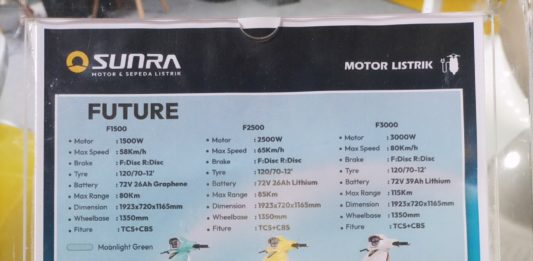 SUNRA
MOTOR & SEPEDA LISTRIK
MOTOR LISTRIK
FUTURE
F1500
• Motor : 1500W
• Max Speed : 58Km/h
• Brake : F:Disc R:Disc
• Tyre : 120/70-12'
• Battery : 72V 26Ah Graphene
• Max Range : 80Km
• Dimension : 1923x720x1165mm
• Wheelbase : 1350mm
• Fiture : TCS+CBS
Moonlight Green
F2500
• Motor : 2500W
• Max Speed : 65Km/h
• Brake : F:Disc R:Disc
• Tyre : 120/70-12'
• Battery : 72V 26Ah Lithium
• Max Range : 85Km
• Dimension : 1923x720x1165mm
• Wheelbase : 1350mm
• Fiture : TCS+CBS
F3000
• Motor : 3000W
• Max Speed : 80Km/h
• Brake : F:Disc R:Disc
• Tyre : 120/70-12'
• Battery : 72V 39Ah Lithium
• Max Range : 115Km
• Dimension : 1923x720x1165mm
• Wheelbase : 1350mm
• Fiture : TCS+CBS